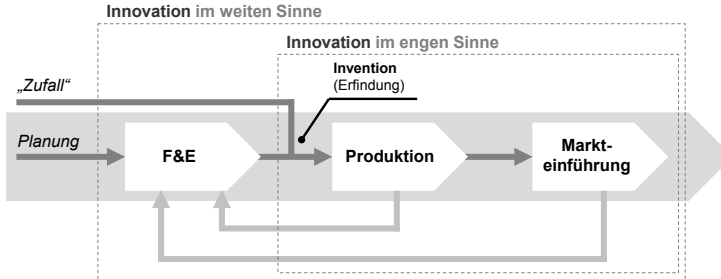 Innovation im weiten Sinne
Innovation im engen Sinne
Invention
(Erfindung)
„Zufall“
Planung
F&E
Produktion
Markt-
einführung